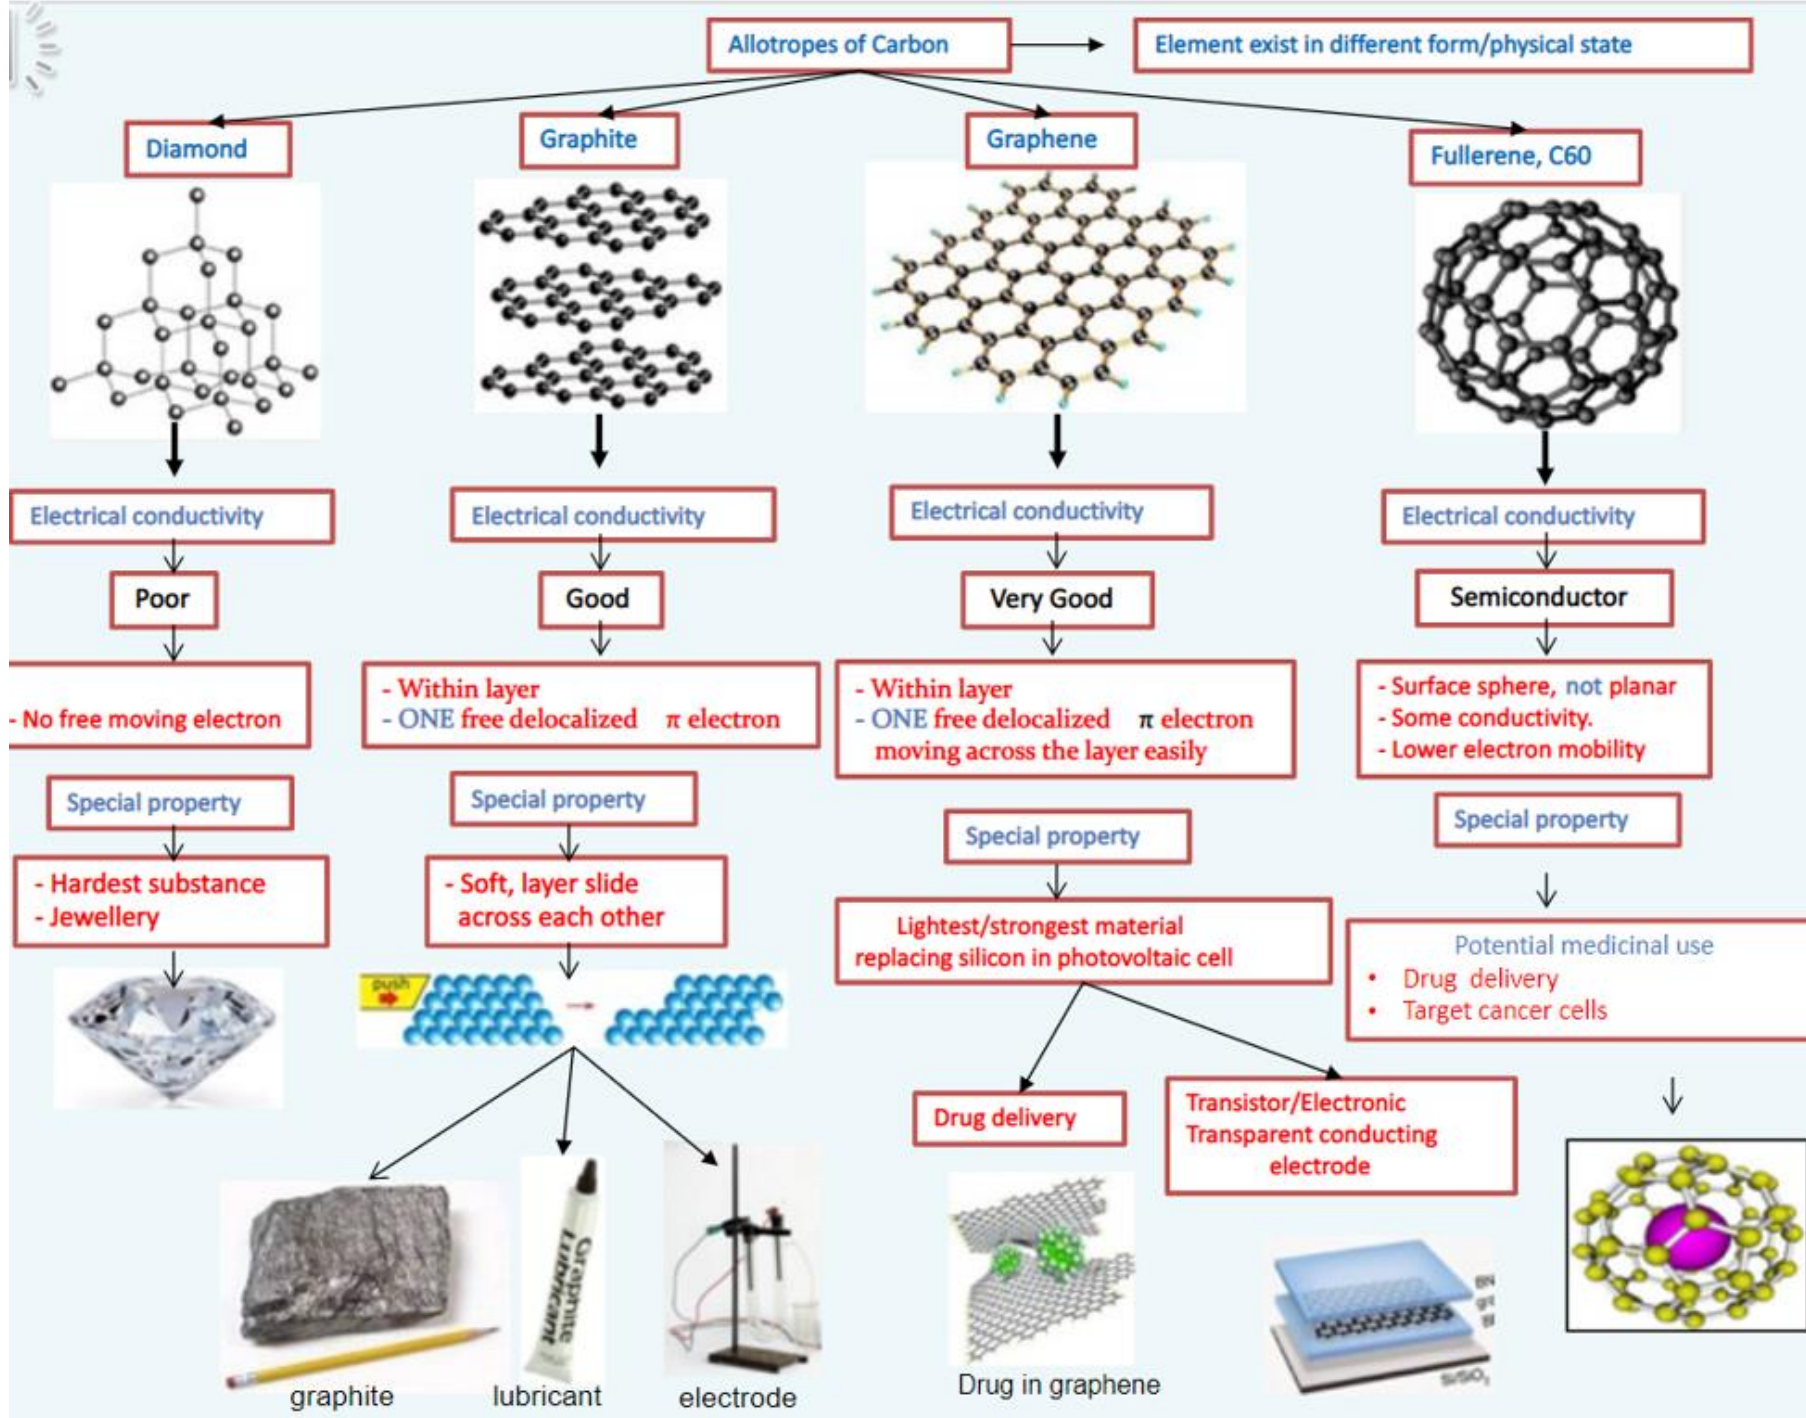 Allotropes of Carbon
Element exist in different form/physical state
Diamond
Graphite
Graphene
Fullerene, C60
Electrical conductivity
Electrical conductivity
Electrical conductivity
Electrical conductivity
Poor
Good
Very Good
Semiconductor
- No free moving electron
- Within layer
- ONE free delocalized π electron
- Within layer
- ONE free delocalized π electron
moving across the layer easily
- Surface sphere, not planar
- Some conductivity.
- Lower electron mobility
Special property
Special property
Special property
Special property
- Hardest substance
- Jewellery
- Soft, layer slide
across each other
Lightest/strongest material
replacing silicon in photovoltaic cell
Potential medicinal use
• Drug delivery
• Target cancer cells
push
Drug delivery
Transistor/Electronic
Transparent conducting
electrode
Graphite
Lubricant
BN
Si/SiO2
graphite
lubricant
electrode
Drug in graphene